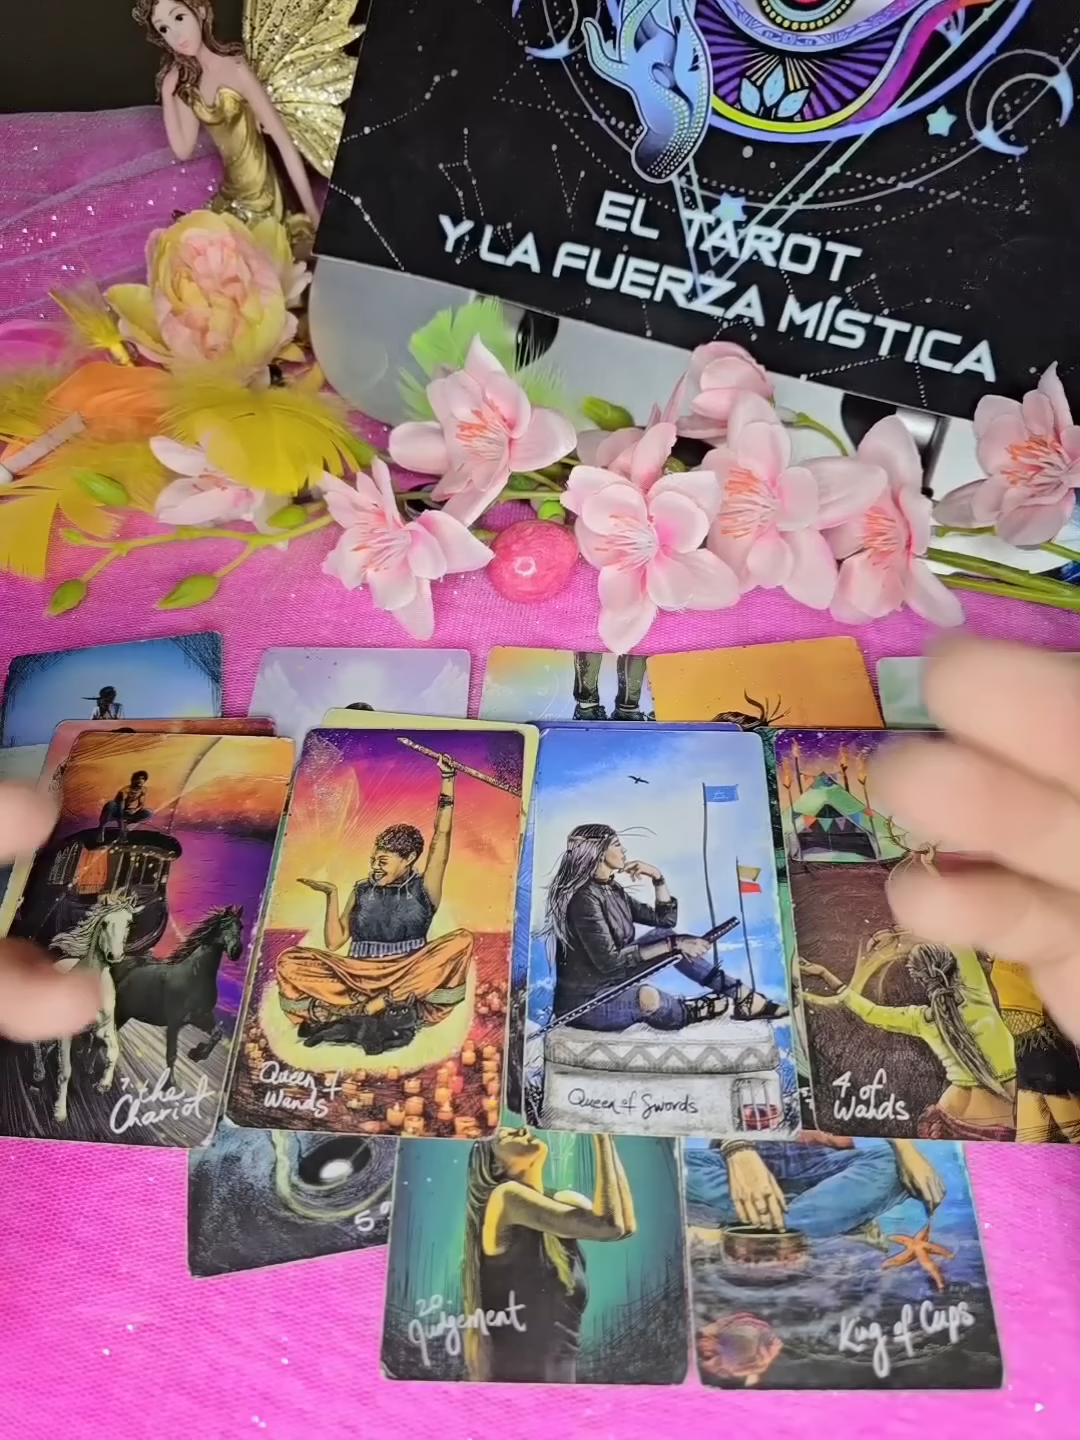 EL TAROT
Y LA FUERZA MÍSTICA
7. the
Chariot
Queen of
Wands
Queen of Swords
4 of
Wands
5
20.
Judgement
King of Cups